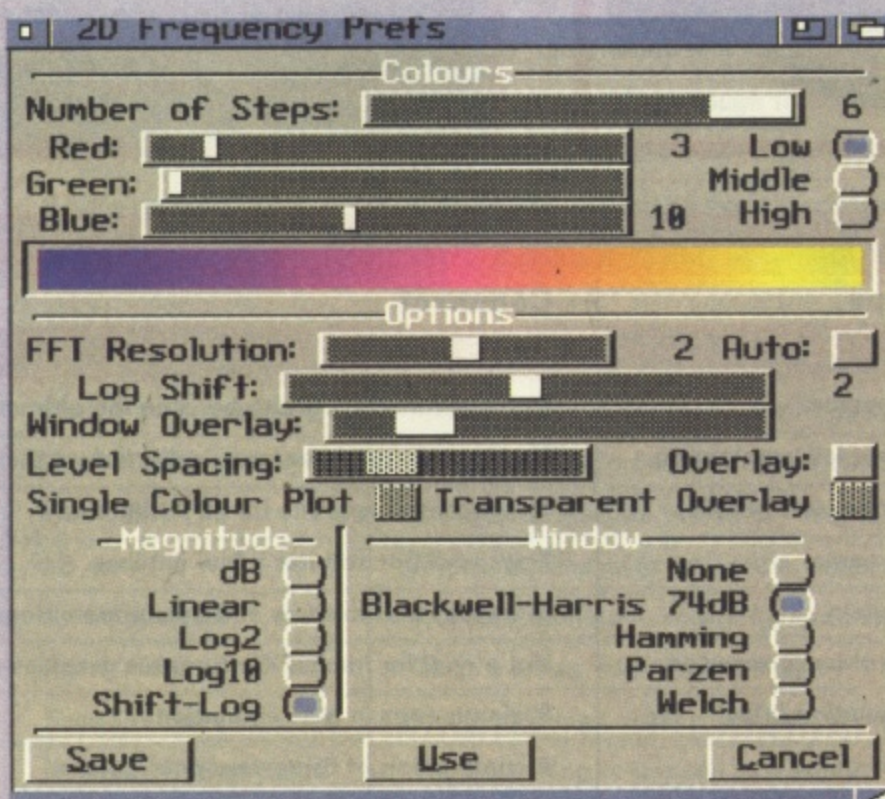 2D Frequency Prefs
Colours
Number of Steps: 6
Red: 3 Low
Green: Middle
Blue: 10 High
Options
FFT Resolution: 2 Auto:
Log Shift: 2
Window Overlay:
Level Spacing: Overlay:
Single Colour Plot Transparent Overlay
Magnitude Window
dB None
Linear Blackwell-Harris 74dB
Log2 Hamming
Log10 Parzen
Shift-Log Welch
Save Use Cancel